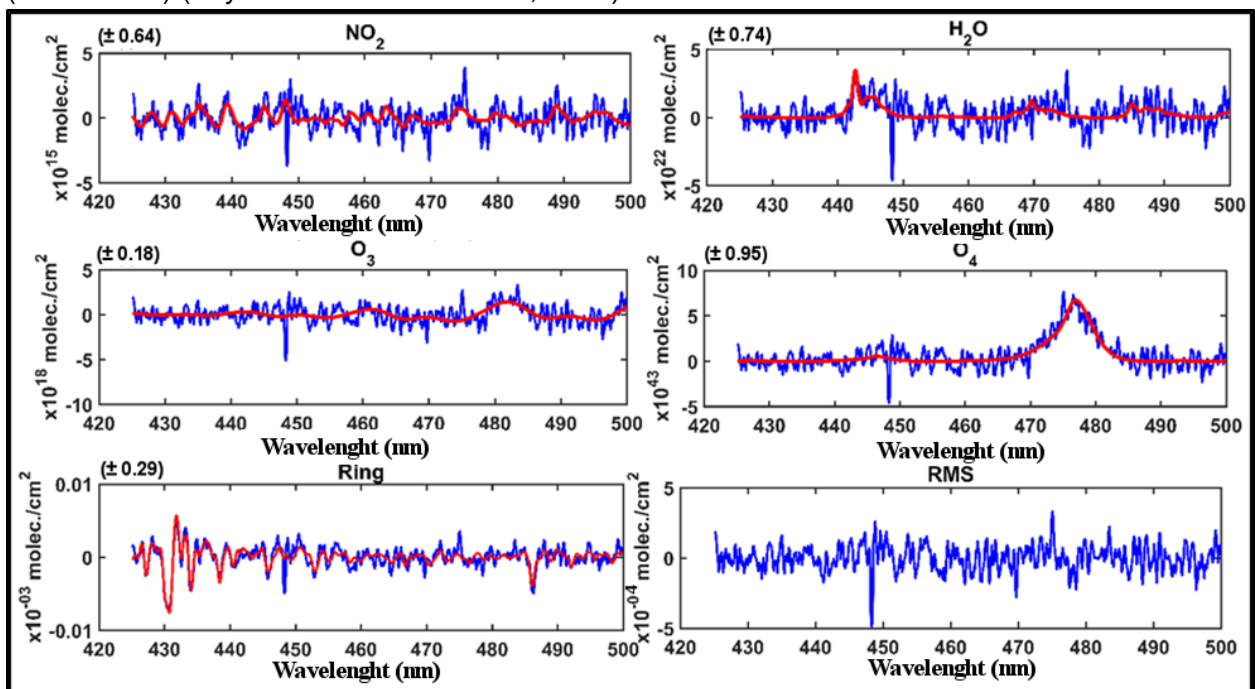 (± 0.64) NO2
x10^15 molec./cm^2
5
0
-5
420 430 440 450 460 470 480 490 500
Wavelenght (nm)
(± 0.74) H2O
x10^22 molec./cm^2
5
0
-5
420 430 440 450 460 470 480 490 500
Wavelenght (nm)
(± 0.18) O3
x10^18 molec./cm^2
5
0
-5
-10
420 430 440 450 460 470 480 490 500
Wavelenght (nm)
(± 0.95) O4
x10^43 molec./cm^2
10
5
0
-5
420 430 440 450 460 470 480 490 500
Wavelenght (nm)
(± 0.29) Ring
x10^-03 molec./cm^2
0.01
0
-0.01
420 430 440 450 460 470 480 490 500
Wavelenght (nm)
RMS
x10^-04 molec./cm^2
5
0
-5
420 430 440 450 460 470 480 490 500
Wavelenght (nm)